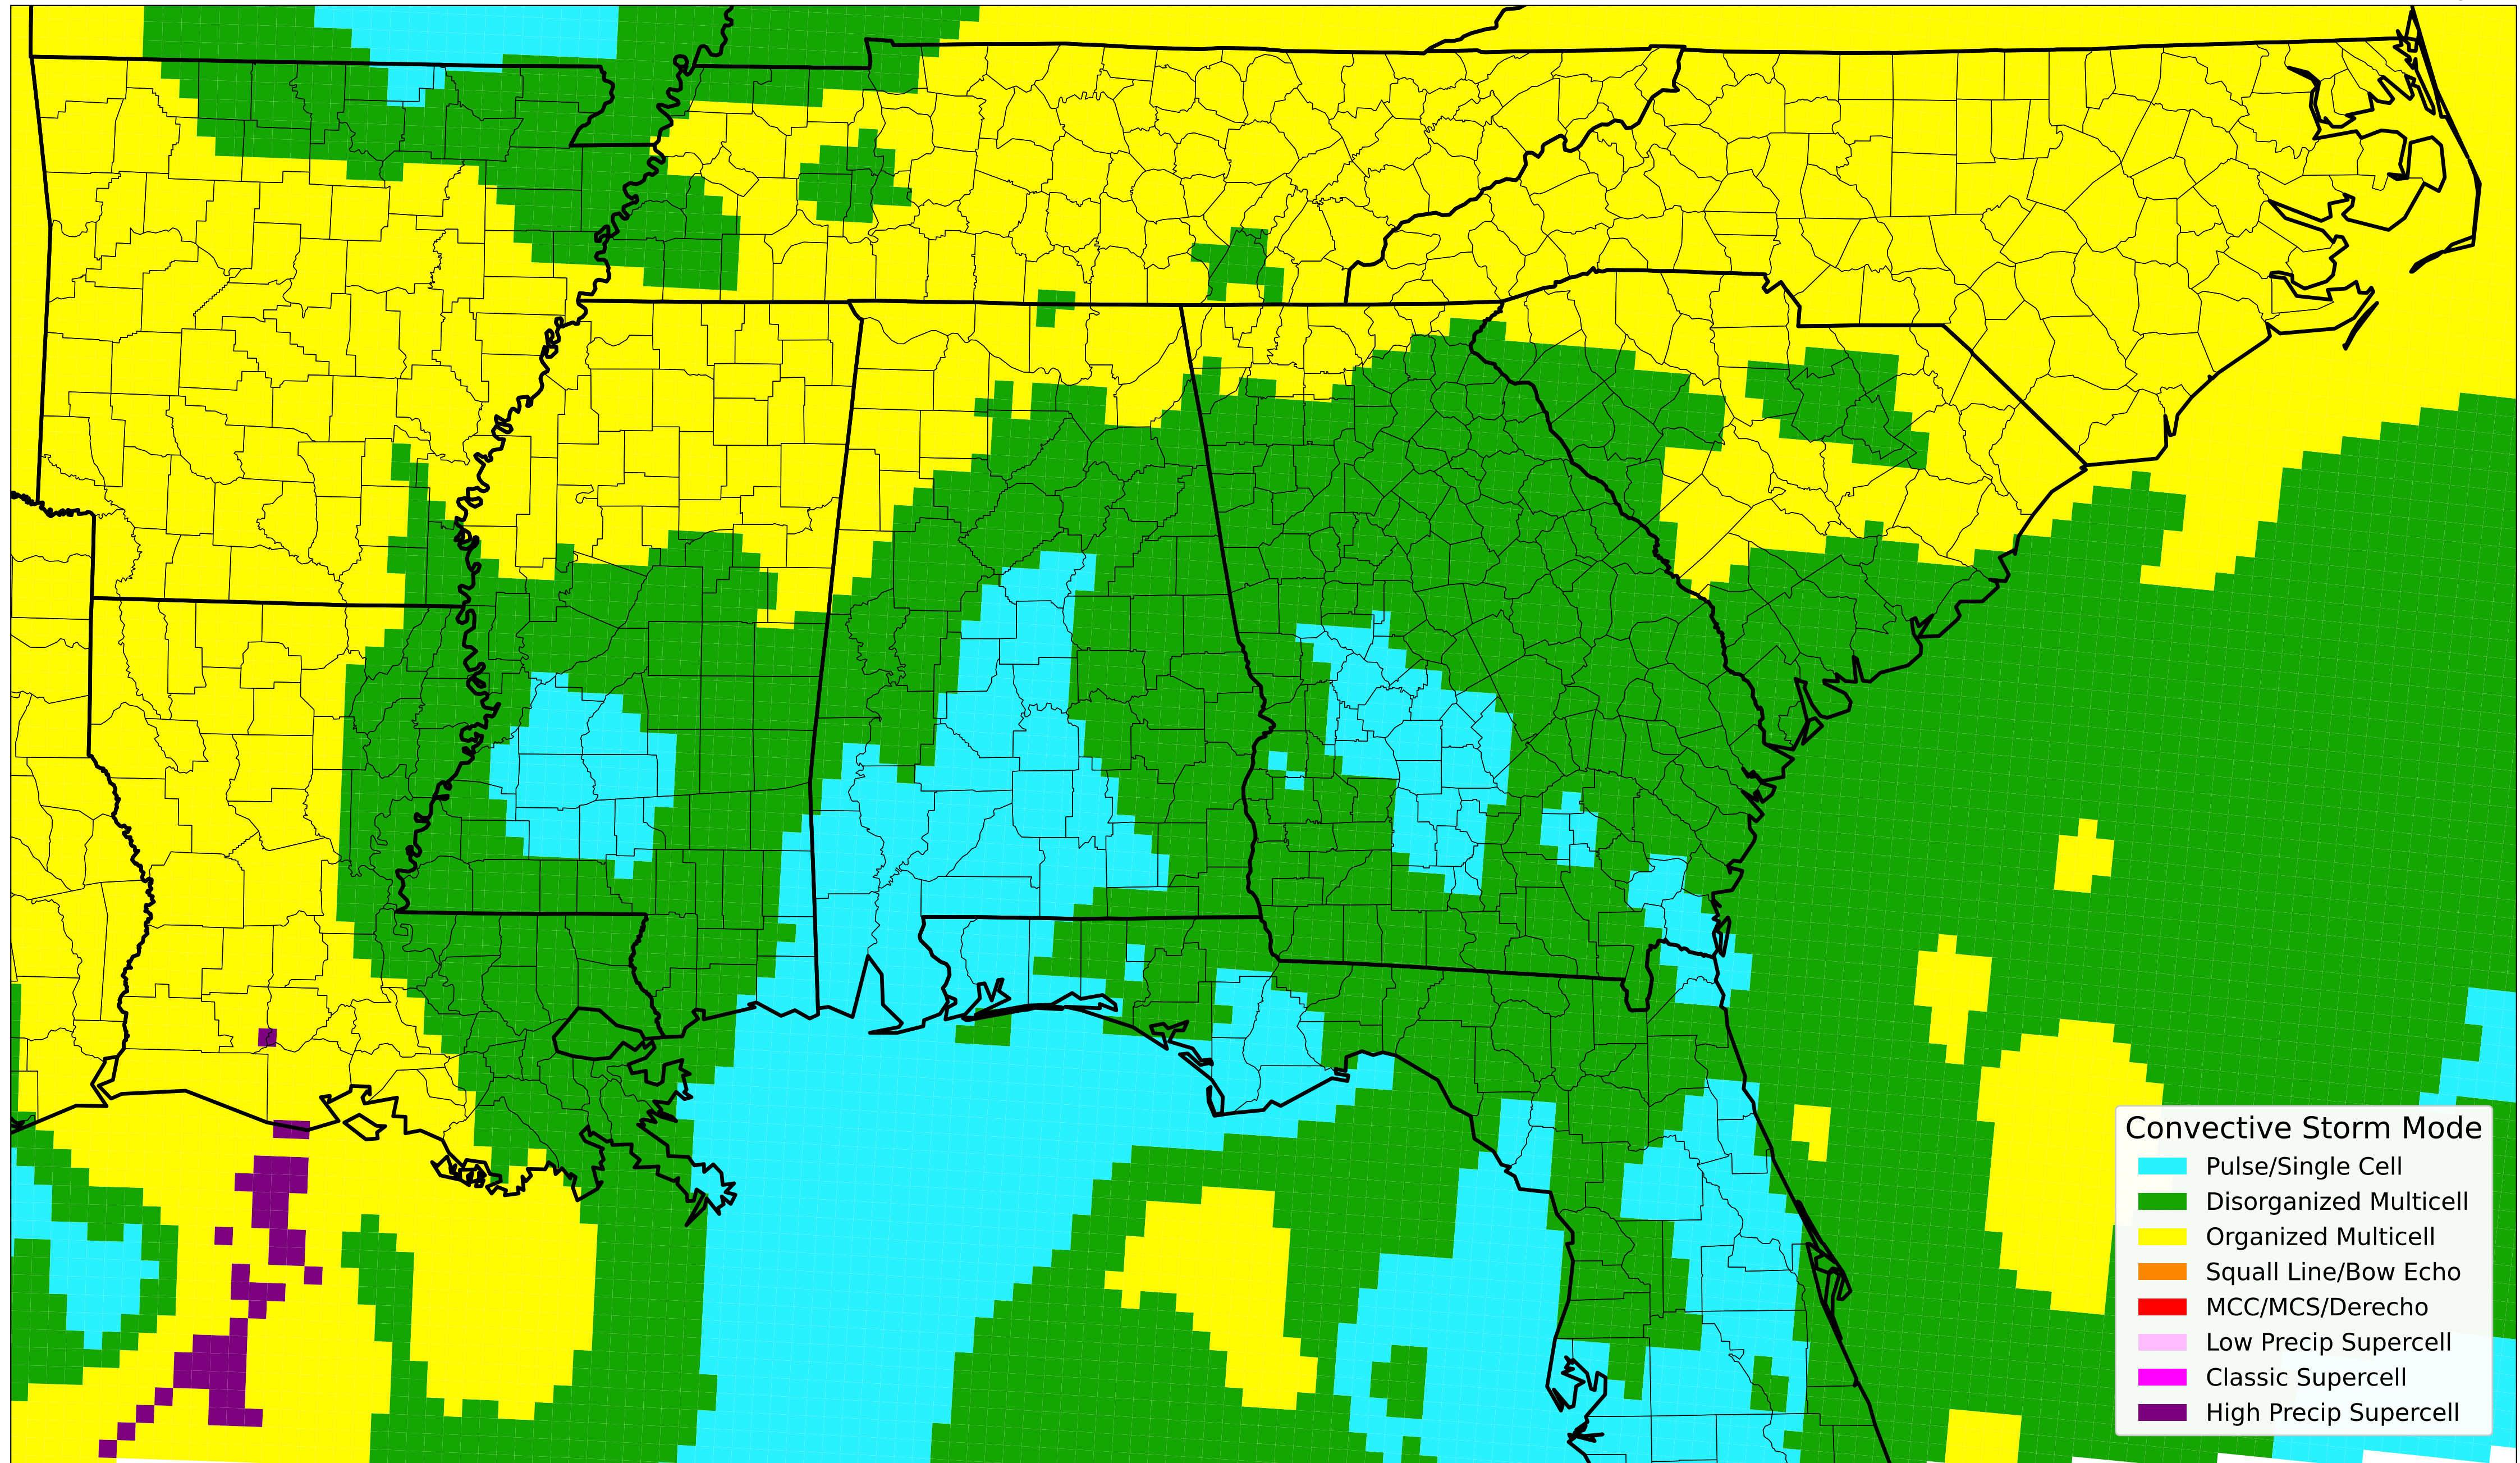 Convective Storm Mode
Pulse/Single Cell
Disorganized Multicell
Organized Multicell
Squall Line/Bow Echo
MCC/MCS/Derecho
Low Precip Supercell
Classic Supercell
High Precip Supercell